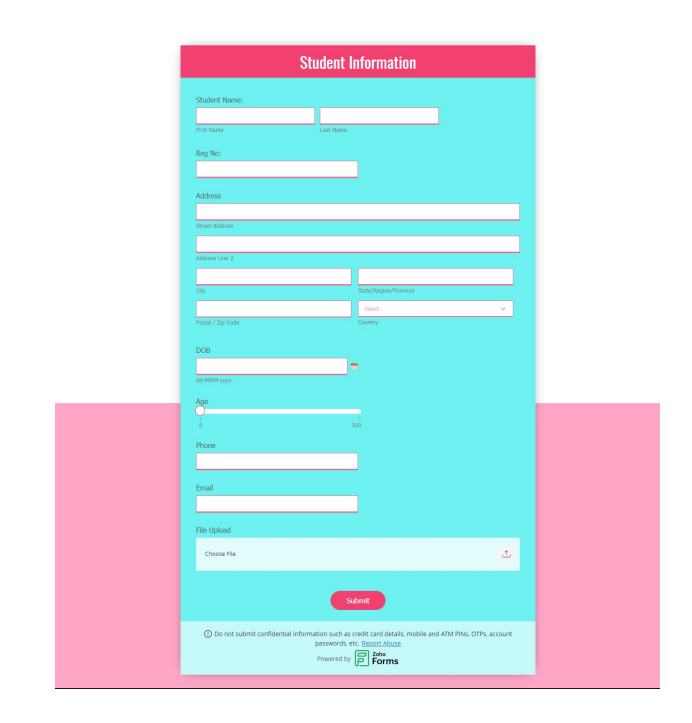 Student Information
Student Name:
First Name Last Name
Reg No:
Address
Street Address
Address Line 2
City State/Region/Province
-Select-
Postal / Zip Code Country
DOB
dd-MMM-yyyy
Age
0 100
Phone
Email
File Upload
Choose File
Submit
Do not submit confidential information such as credit card details, mobile and ATM PINs, OTPs, account
passwords, etc. Report Abuse
Powered by Zoho Forms